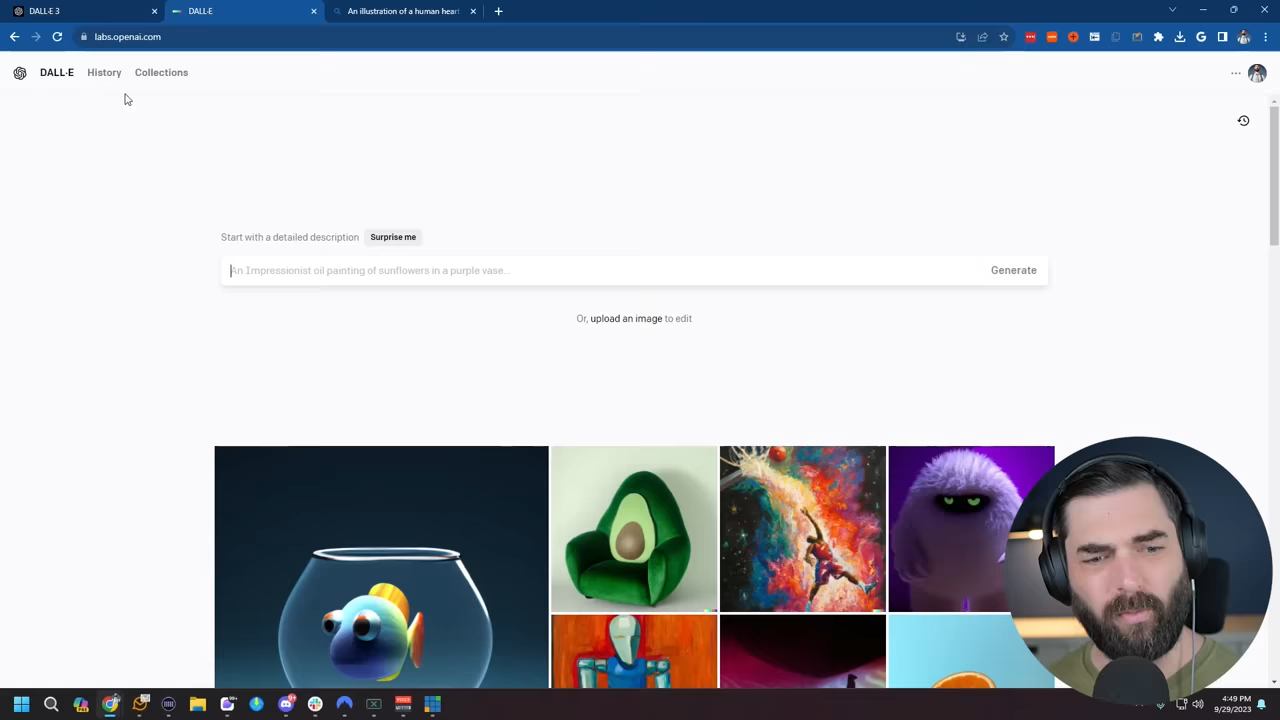 DALL·E 3
DALL·E
An illustration of a human heart
labs.openai.com
DALL·E
History
Collections
Start with a detailed description
Surprise me
An Impressionist oil painting of sunflowers in a purple vase...
Generate
Or, upload an image to edit
4:49 PM
9/29/2023